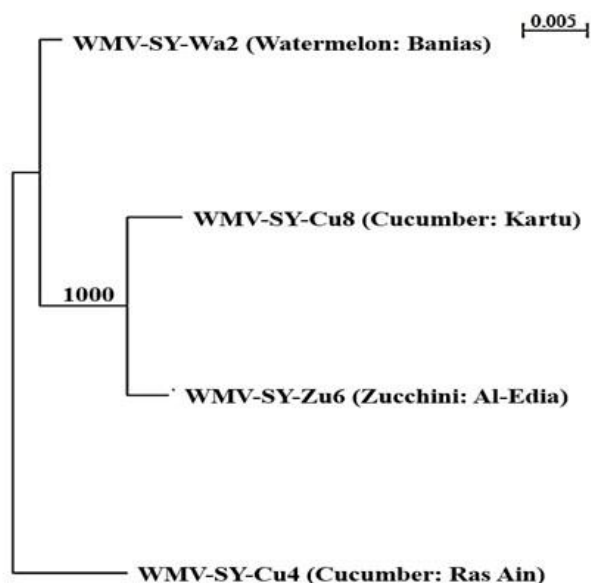 0.005
WMV-SY-Wa2 (Watermelon: Banias)
WMV-SY-Cu8 (Cucumber: Kartu)
1000
WMV-SY-Zu6 (Zucchini: Al-Edia)
WMV-SY-Cu4 (Cucumber: Ras Ain)